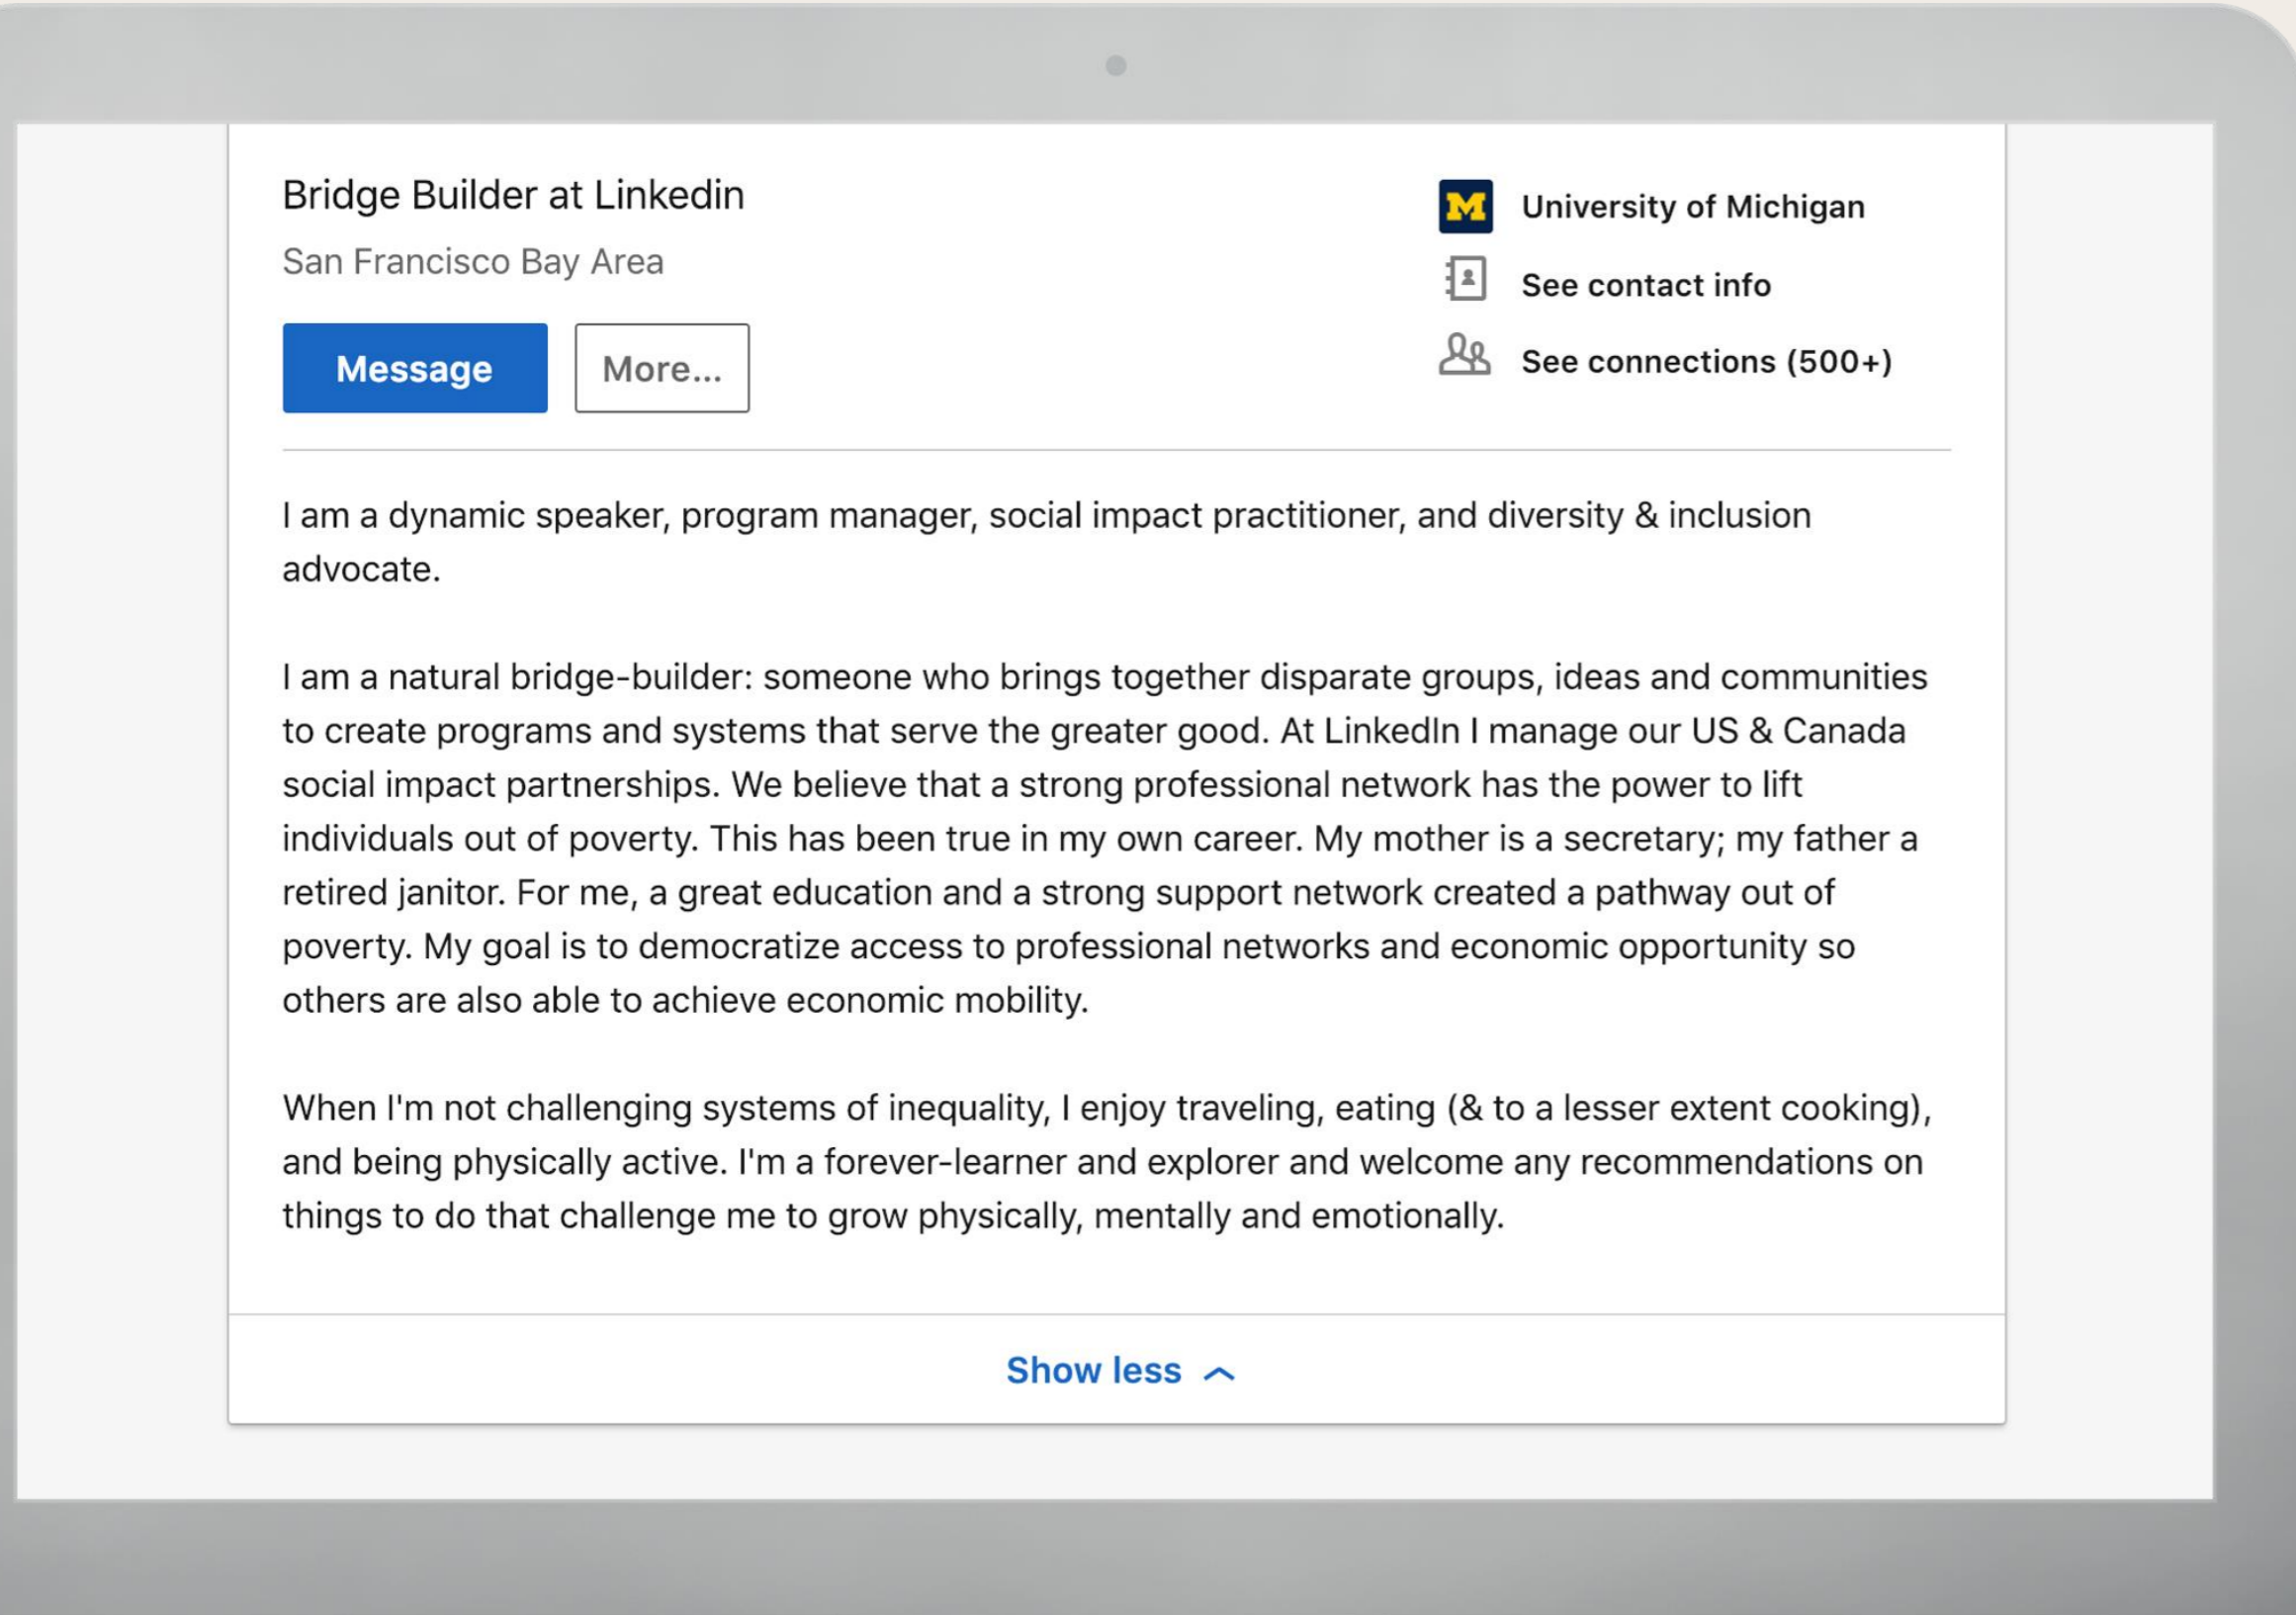 Bridge Builder at Linkedin
San Francisco Bay Area
Message
More...
M
University of Michigan
See contact info
See connections (500+)
I am a dynamic speaker, program manager, social impact practitioner, and diversity & inclusion
advocate.
I am a natural bridge-builder: someone who brings together disparate groups, ideas and communities
to create programs and systems that serve the greater good. At LinkedIn I manage our US & Canada
social impact partnerships. We believe that a strong professional network has the power to lift
individuals out of poverty. This has been true in my own career. My mother is a secretary; my father a
retired janitor. For me, a great education and a strong support network created a pathway out of
poverty. My goal is to democratize access to professional networks and economic opportunity so
others are also able to achieve economic mobility.
When I'm not challenging systems of inequality, I enjoy traveling, eating (& to a lesser extent cooking),
and being physically active. I'm a forever-learner and explorer and welcome any recommendations on
things to do that challenge me to grow physically, mentally and emotionally.
Show less